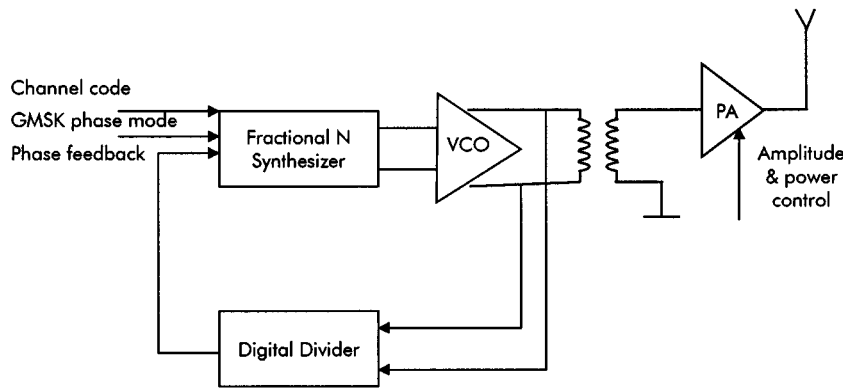 Channel code
GMSK phase mode
Phase feedback
Fractional N
Synthesizer
VCO
PA
Amplitude
& power
control
Digital Divider